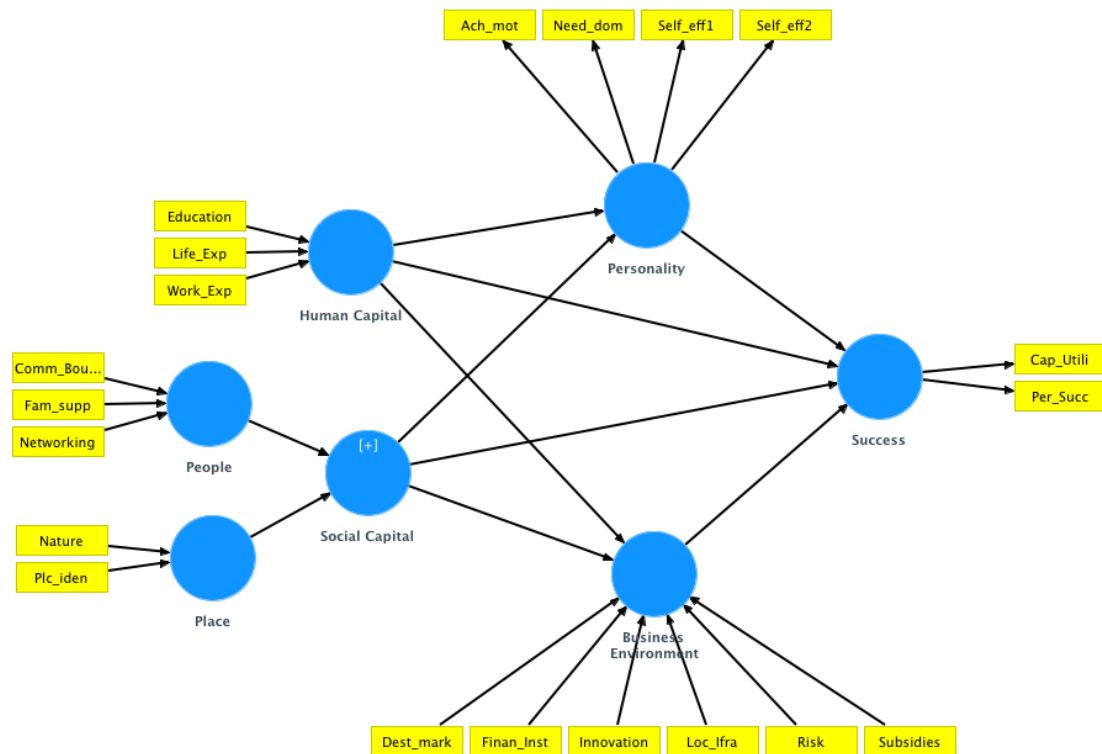 Ach_mot
Need_dom
Self_eff1
Self_eff2
Personality
Education
Life_Exp
Work_Exp
Human Capital
Comm_Bou...
Fam_supp
Networking
People
[+]
Social Capital
Cap_Utili
Per_Succ
Success
Nature
Plc_iden
Place
Business
Environment
Dest_mark
Finan_Inst
Innovation
Loc_Ifra
Risk
Subsidies